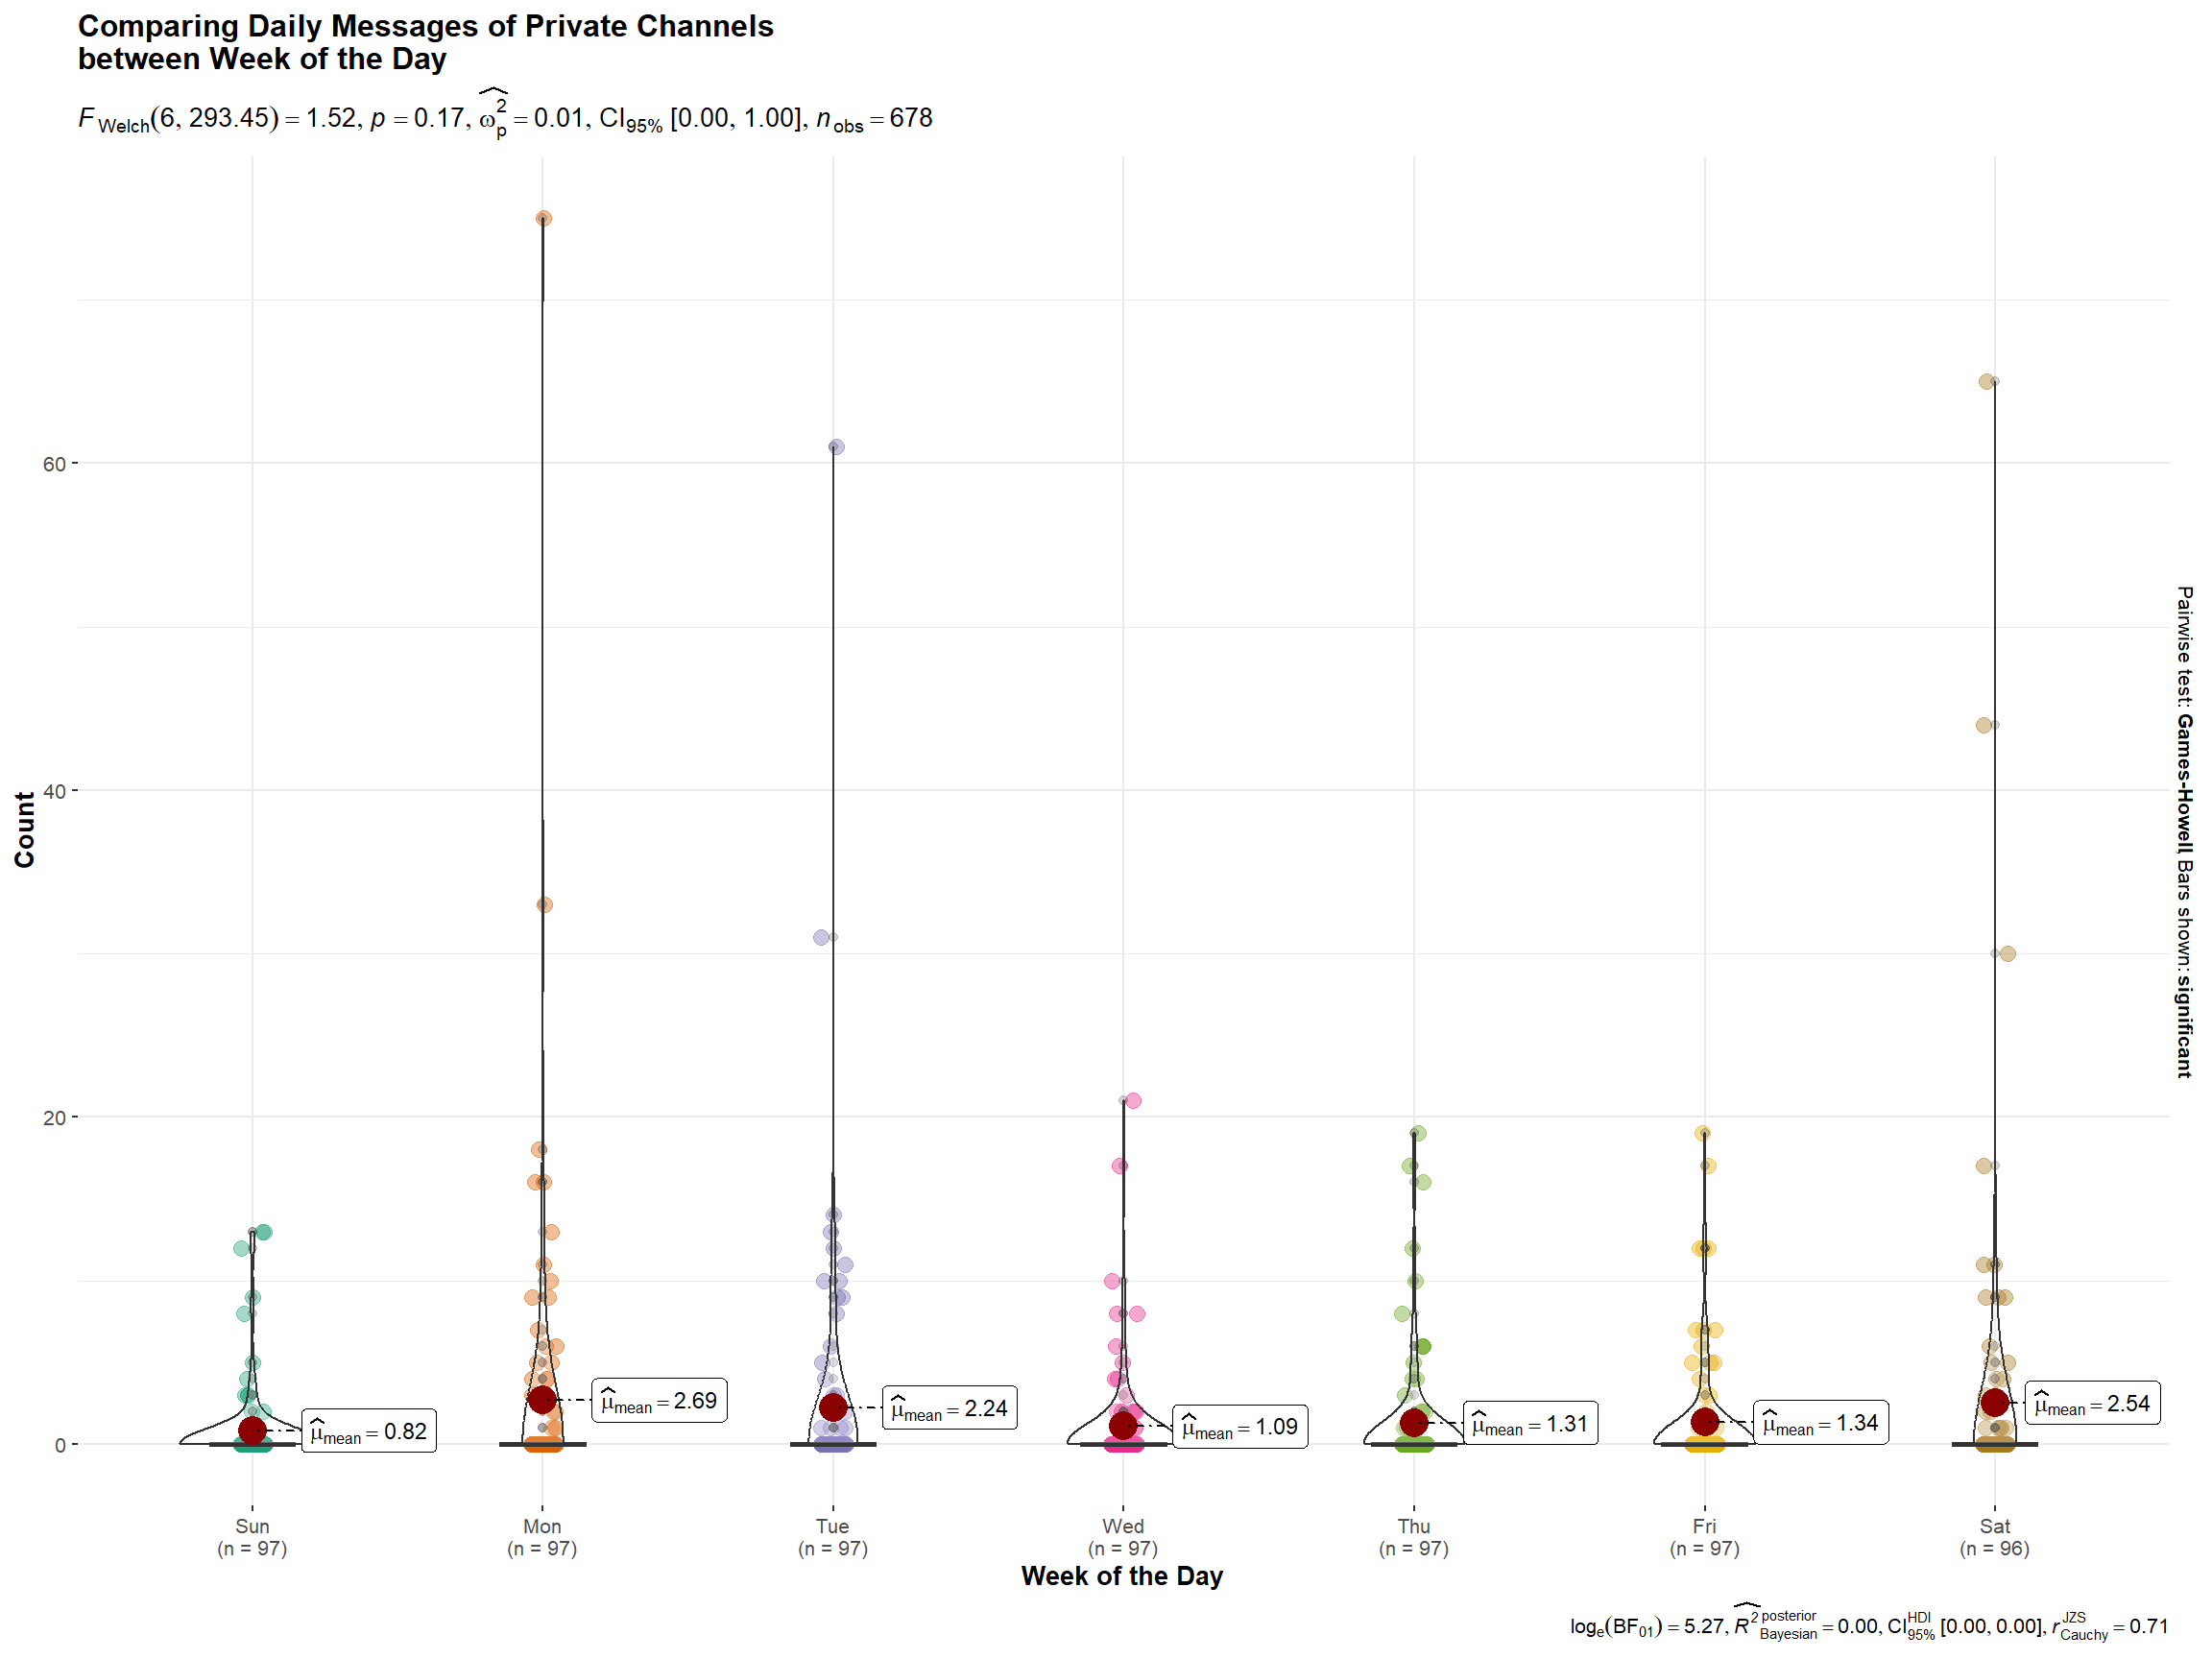 Comparing Daily Messages of Private Channels
between Week of the Day
F Welch(6, 293.45) = 1.52, p = 0.17, ω̂²p = 0.01, CI95% [0.00, 1.00], nobs = 678
Count
60
40
20
0
μ̂mean = 0.82
μ̂mean = 2.69
μ̂mean = 2.24
μ̂mean = 1.09
μ̂mean = 1.31
μ̂mean = 1.34
μ̂mean = 2.54
Pairwise test: Games-Howell, Bars shown: significant
Sun Mon Tue Wed Thu Fri Sat
(n = 97) (n = 97) (n = 97) (n = 97) (n = 97) (n = 97) (n = 96)
Week of the Day
loge(BF01) = 5.27, R̂² posterior Bayesian = 0.00, CI HDI 95% [0.00, 0.00], r JZS Cauchy = 0.71